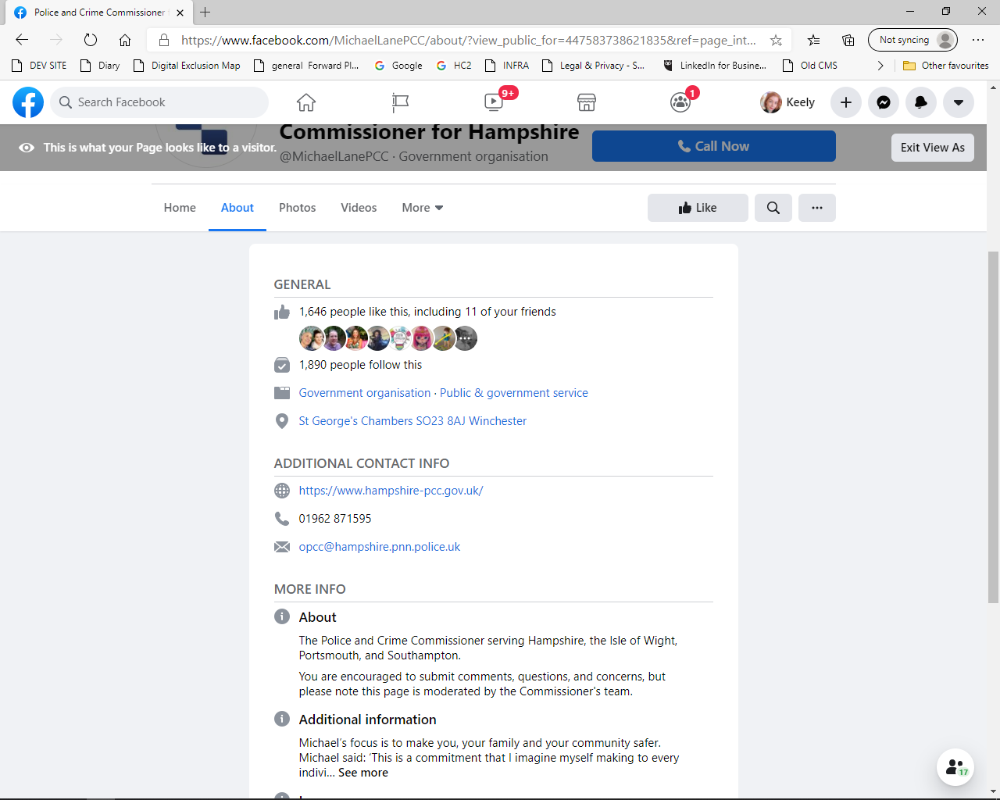 Police and Crime Commissioner
https://www.facebook.com/MichaelLanePCC/about/?view_public_for=447583738621835&ref=page_int...
Not syncing
DEV SITE
Diary
Digital Exclusion Map
general Forward Pl...
Google
HC2
INFRA
Legal & Privacy - S...
LinkedIn for Busine...
Old CMS
Other favourites
Search Facebook
9+
1
Keely
Commissioner for Hampshire
This is what your Page looks like to a visitor.
@MichaelLanePCC · Government organisation
Call Now
Exit View As
Home
About
Photos
Videos
More
Like
GENERAL
1,646 people like this, including 11 of your friends
1,890 people follow this
Government organisation · Public & government service
St George's Chambers SO23 8AJ Winchester
ADDITIONAL CONTACT INFO
https://www.hampshire-pcc.gov.uk/
01962 871595
opcc@hampshire.pnn.police.uk
MORE INFO
About
The Police and Crime Commissioner serving Hampshire, the Isle of Wight,
Portsmouth, and Southampton.
You are encouraged to submit comments, questions, and concerns, but
please note this page is moderated by the Commissioner's team.
Additional information
Michael’s focus is to make you, your family and your community safer.
Michael said: ‘This is a commitment that I imagine myself making to every
indivi... See more
17